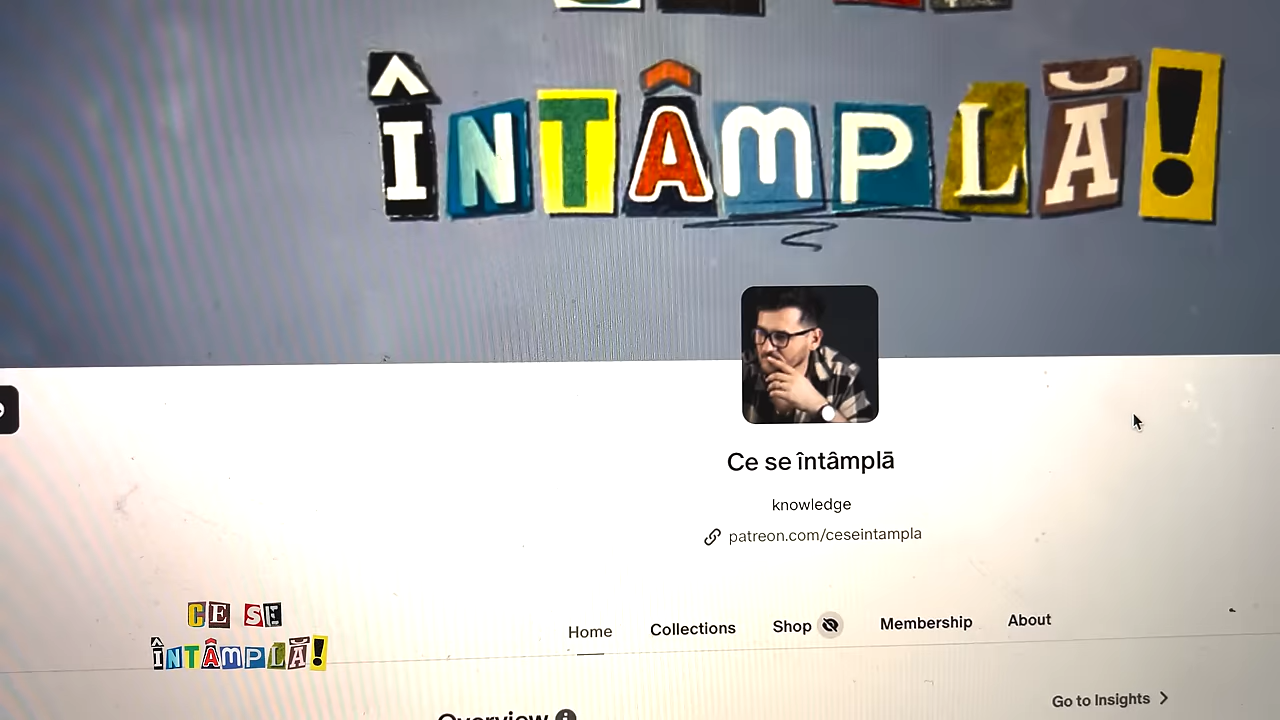 ÎNTÂMPLĂ!
Ce se întâmplă
knowledge
patreon.com/ceseintampla
CE SE
ÎNTÂMPLĂ!
Home Collections Shop Membership About
Go to Insights
Overview